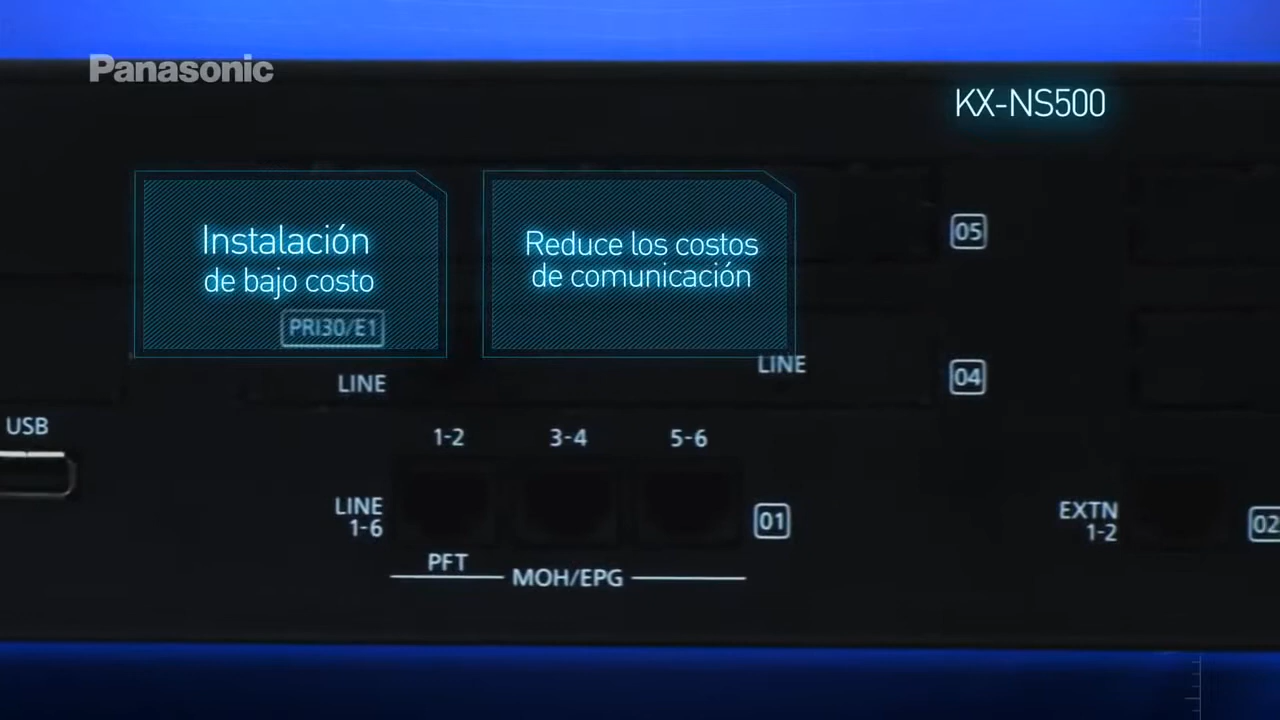 Panasonic
KX-NS500
Instalación
de bajo costo
Reduce los costos
de comunicación
05
PRI30/E1
LINE
LINE
04
USB
1-2
3-4
5-6
LINE
1-6
01
EXTN
1-2
02
PFT
MOH/EPG